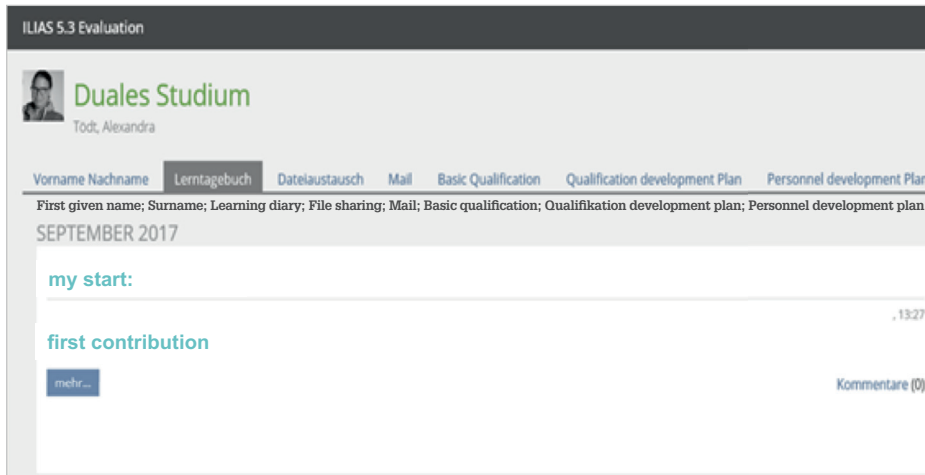 ILIAS 5.3 Evaluation
Duales Studium
Tödt, Alexandra
Vorname Nachname Lerntagebuch Dateiaustausch Mail Basic Qualification Qualification development Plan Personnel development Plan
First given name; Surname; Learning diary; File sharing; Mail; Basic qualification; Qualifikation development plan; Personnel development plan
SEPTEMBER 2017
my start:
, 13:27
first contribution
mehr...
Kommentare (0)